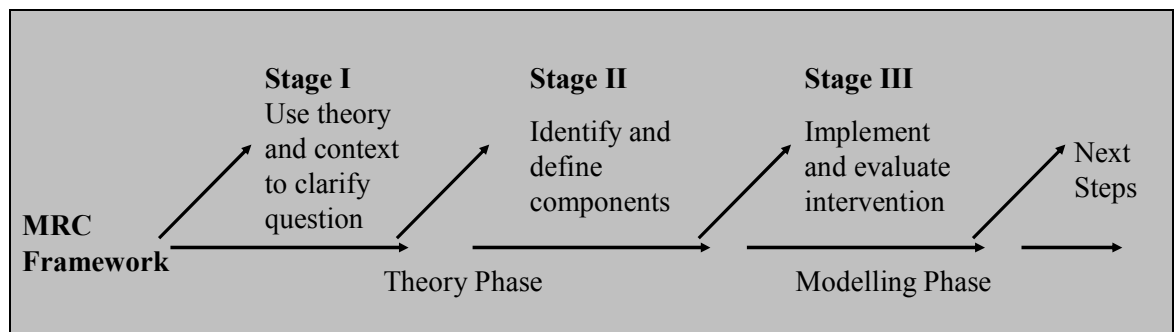 Stage I
Use theory
and context
to clarify
question
Stage II
Identify and
define
components
Stage III
Implement
and evaluate
intervention
Next
Steps
MRC
Framework
Theory Phase
Modelling Phase